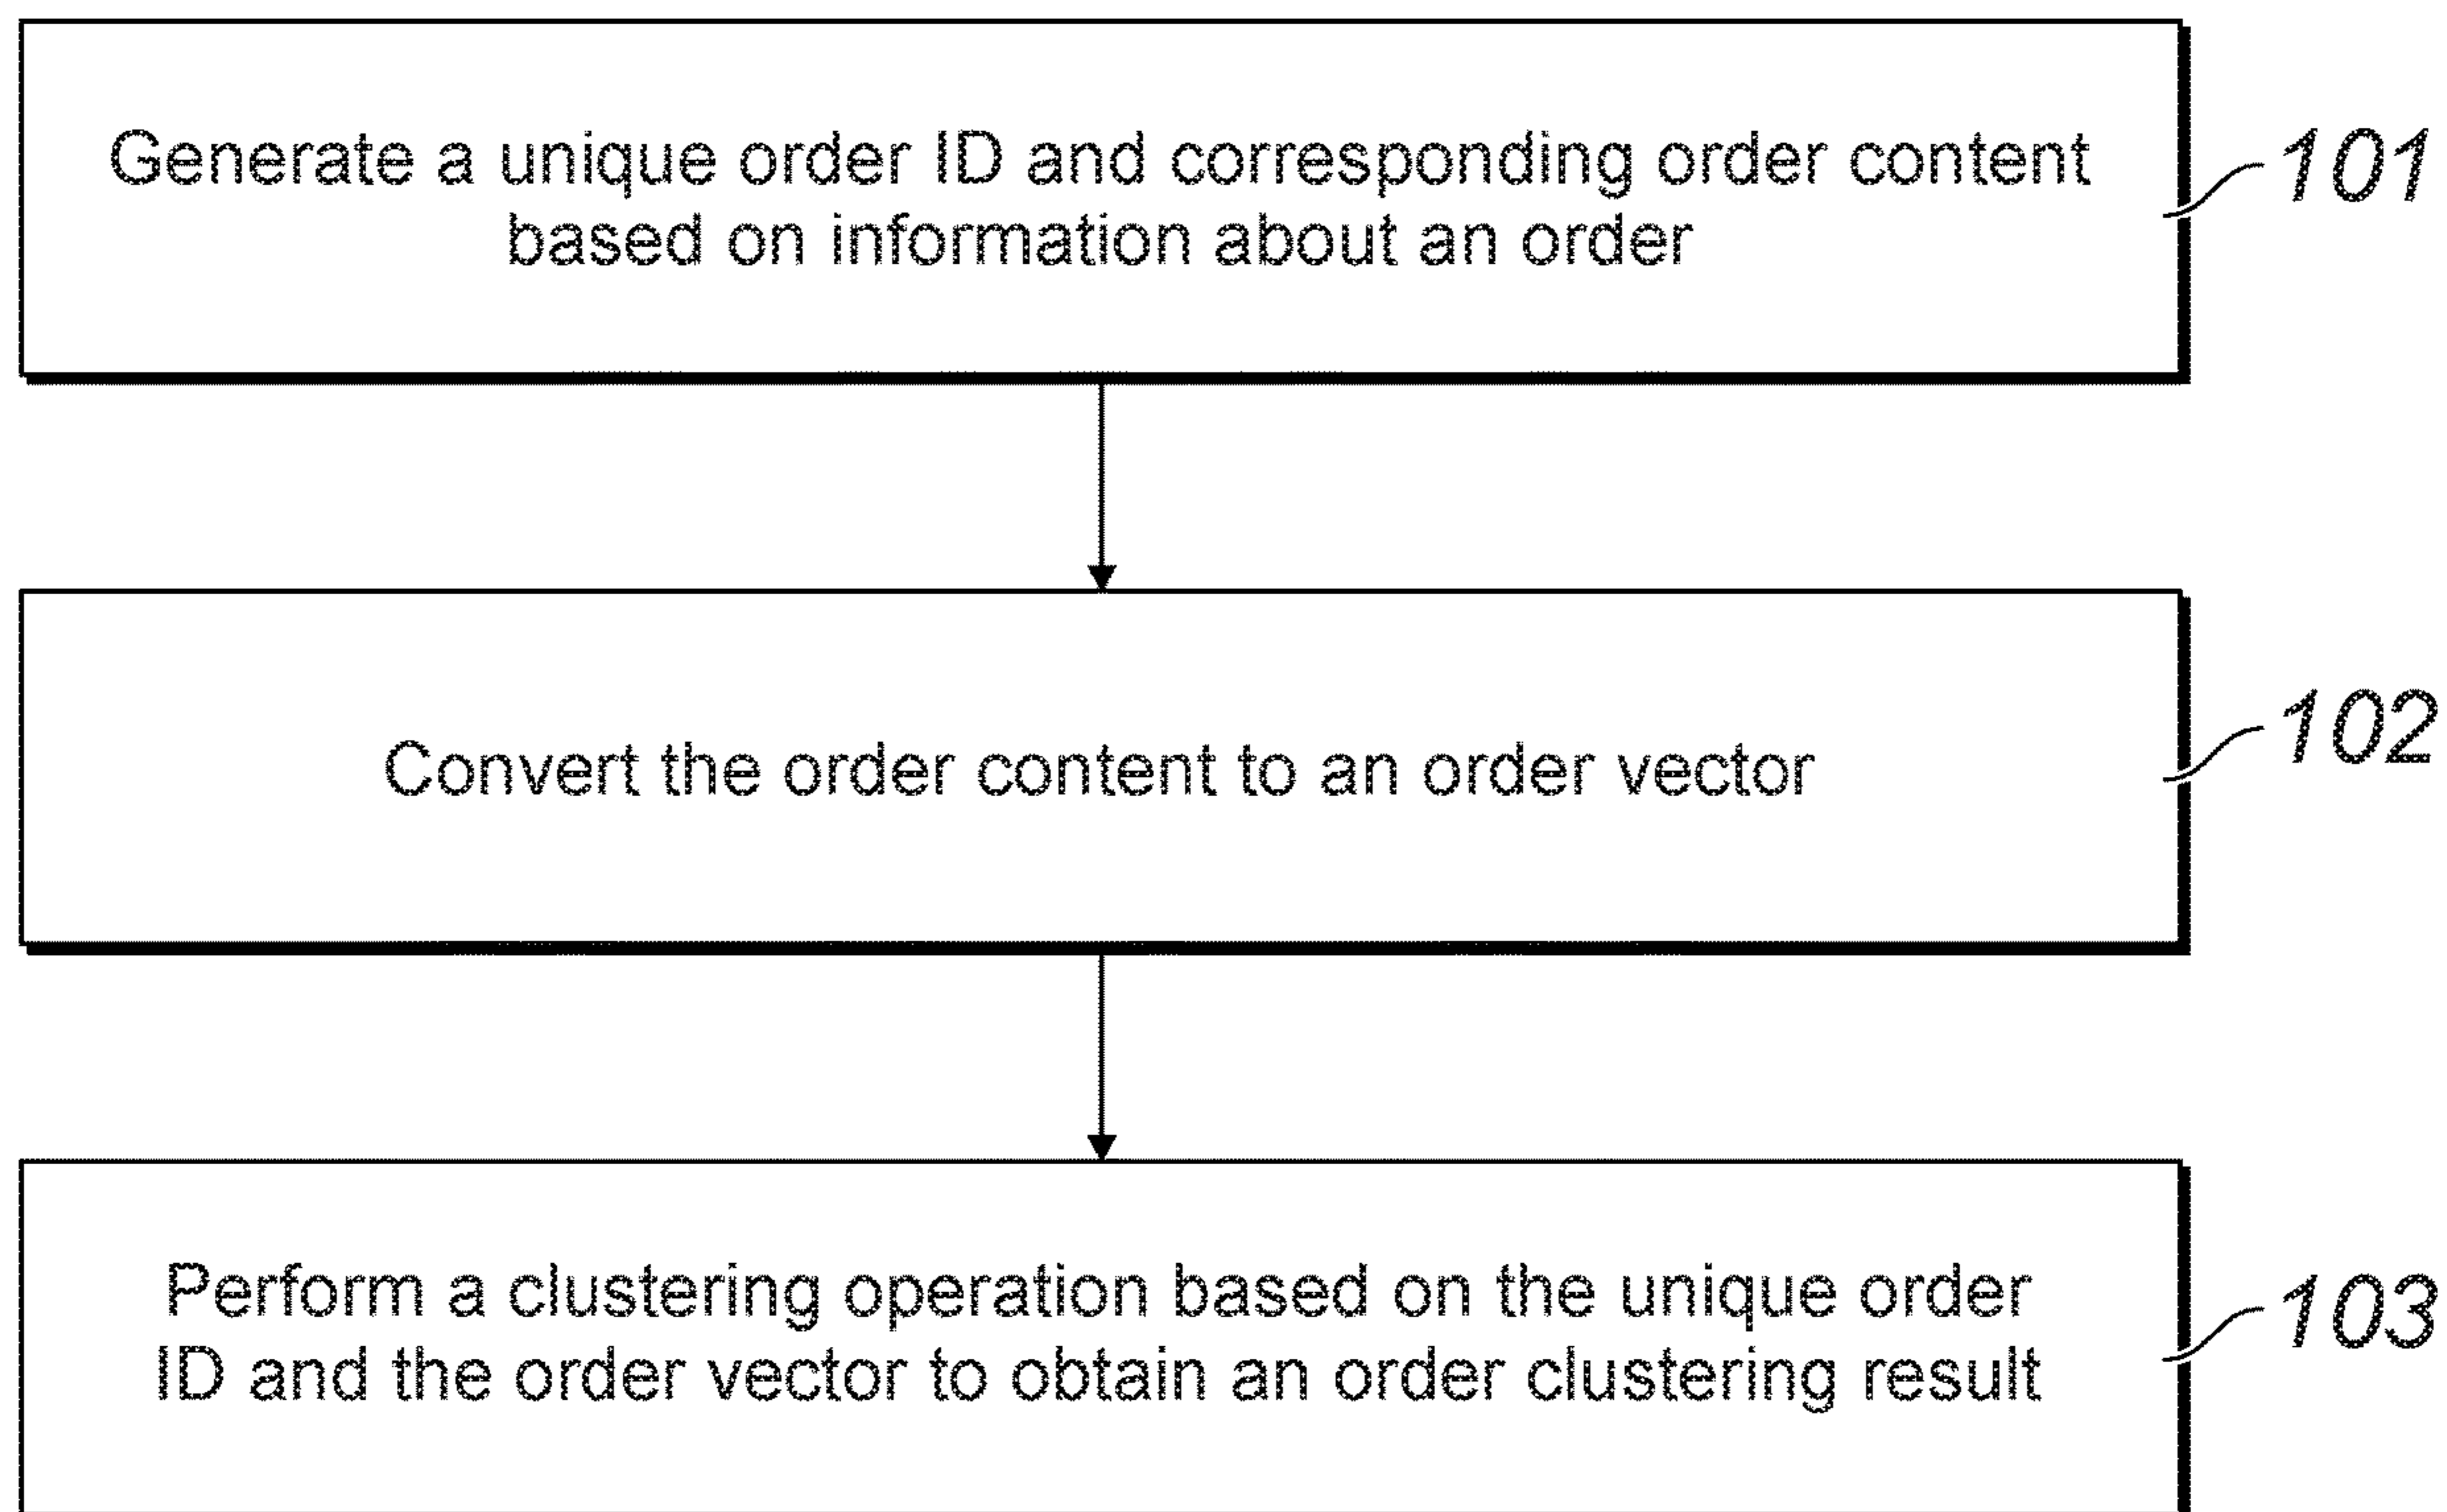 Generate a unique order ID and corresponding order content
based on information about an order
101
Convert the order content to an order vector
102
Perform a clustering operation based on the unique order
ID and the order vector to obtain an order clustering result
103